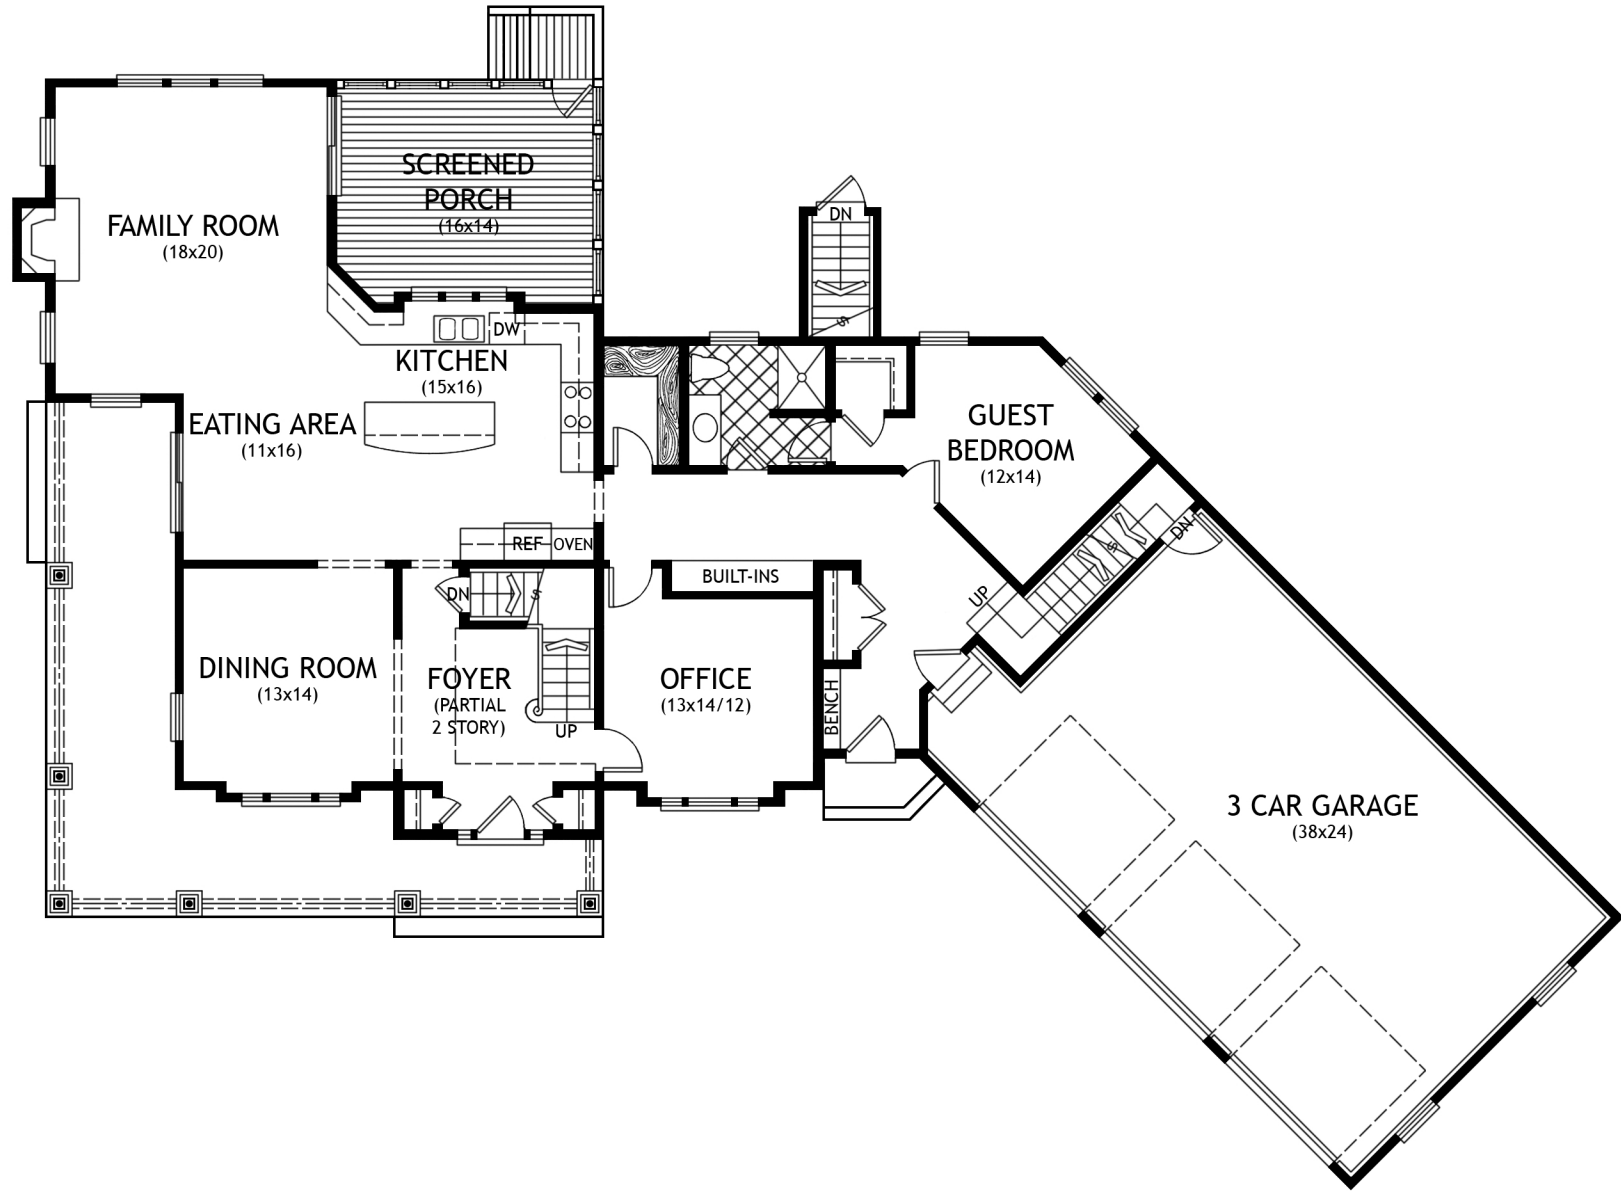 SCREENED
PORCH
(16x14)
FAMILY ROOM
(18x20)
DN
DW
KITCHEN
(15x16)
EATING AREA
(11x16)
GUEST
BEDROOM
(12x14)
S
REF
OVEN
DN
S
BUILT-INS
DN
S
UP
DINING ROOM
(13x14)
FOYER
(PARTIAL
2 STORY)
UP
OFFICE
(13x14/12)
BENCH
3 CAR GARAGE
(38x24)